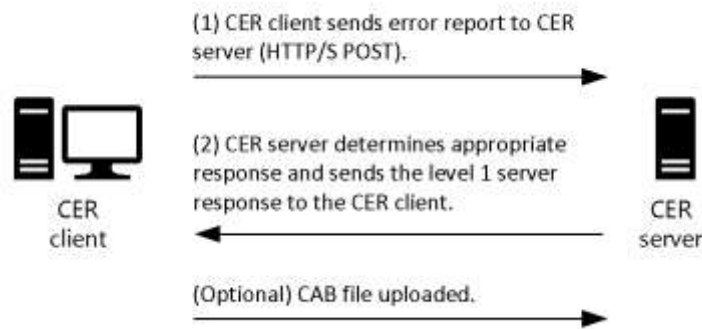 (1) CER client sends error report to CER
server (HTTP/S POST).
(2) CER server determines appropriate
response and sends the level 1 server
response to the CER client.
CER
client
CER
server
(Optional) CAB file uploaded.